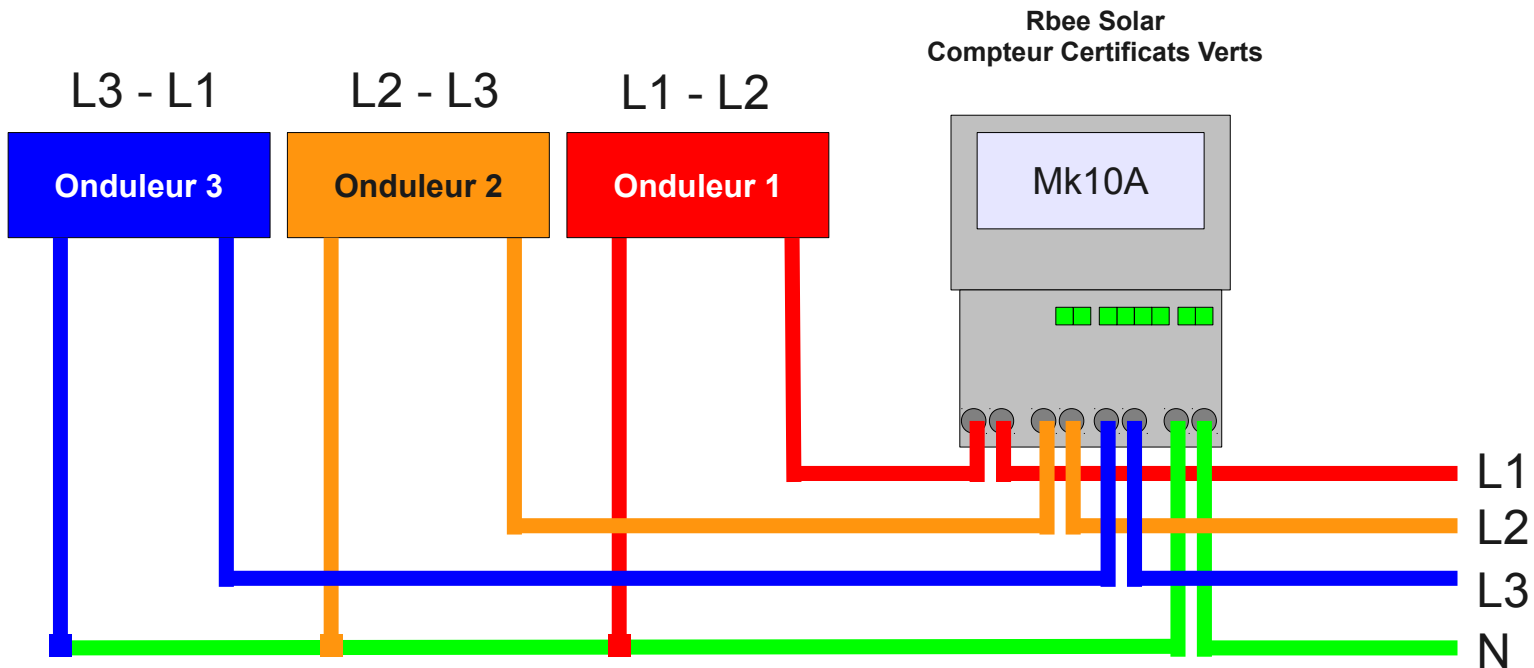 Rbee Solar
Compteur Certificats Verts
L3 - L1
L2 - L3
L1 - L2
Onduleur 3
Onduleur 2
Onduleur 1
Mk10A
L1
L2
L3
N